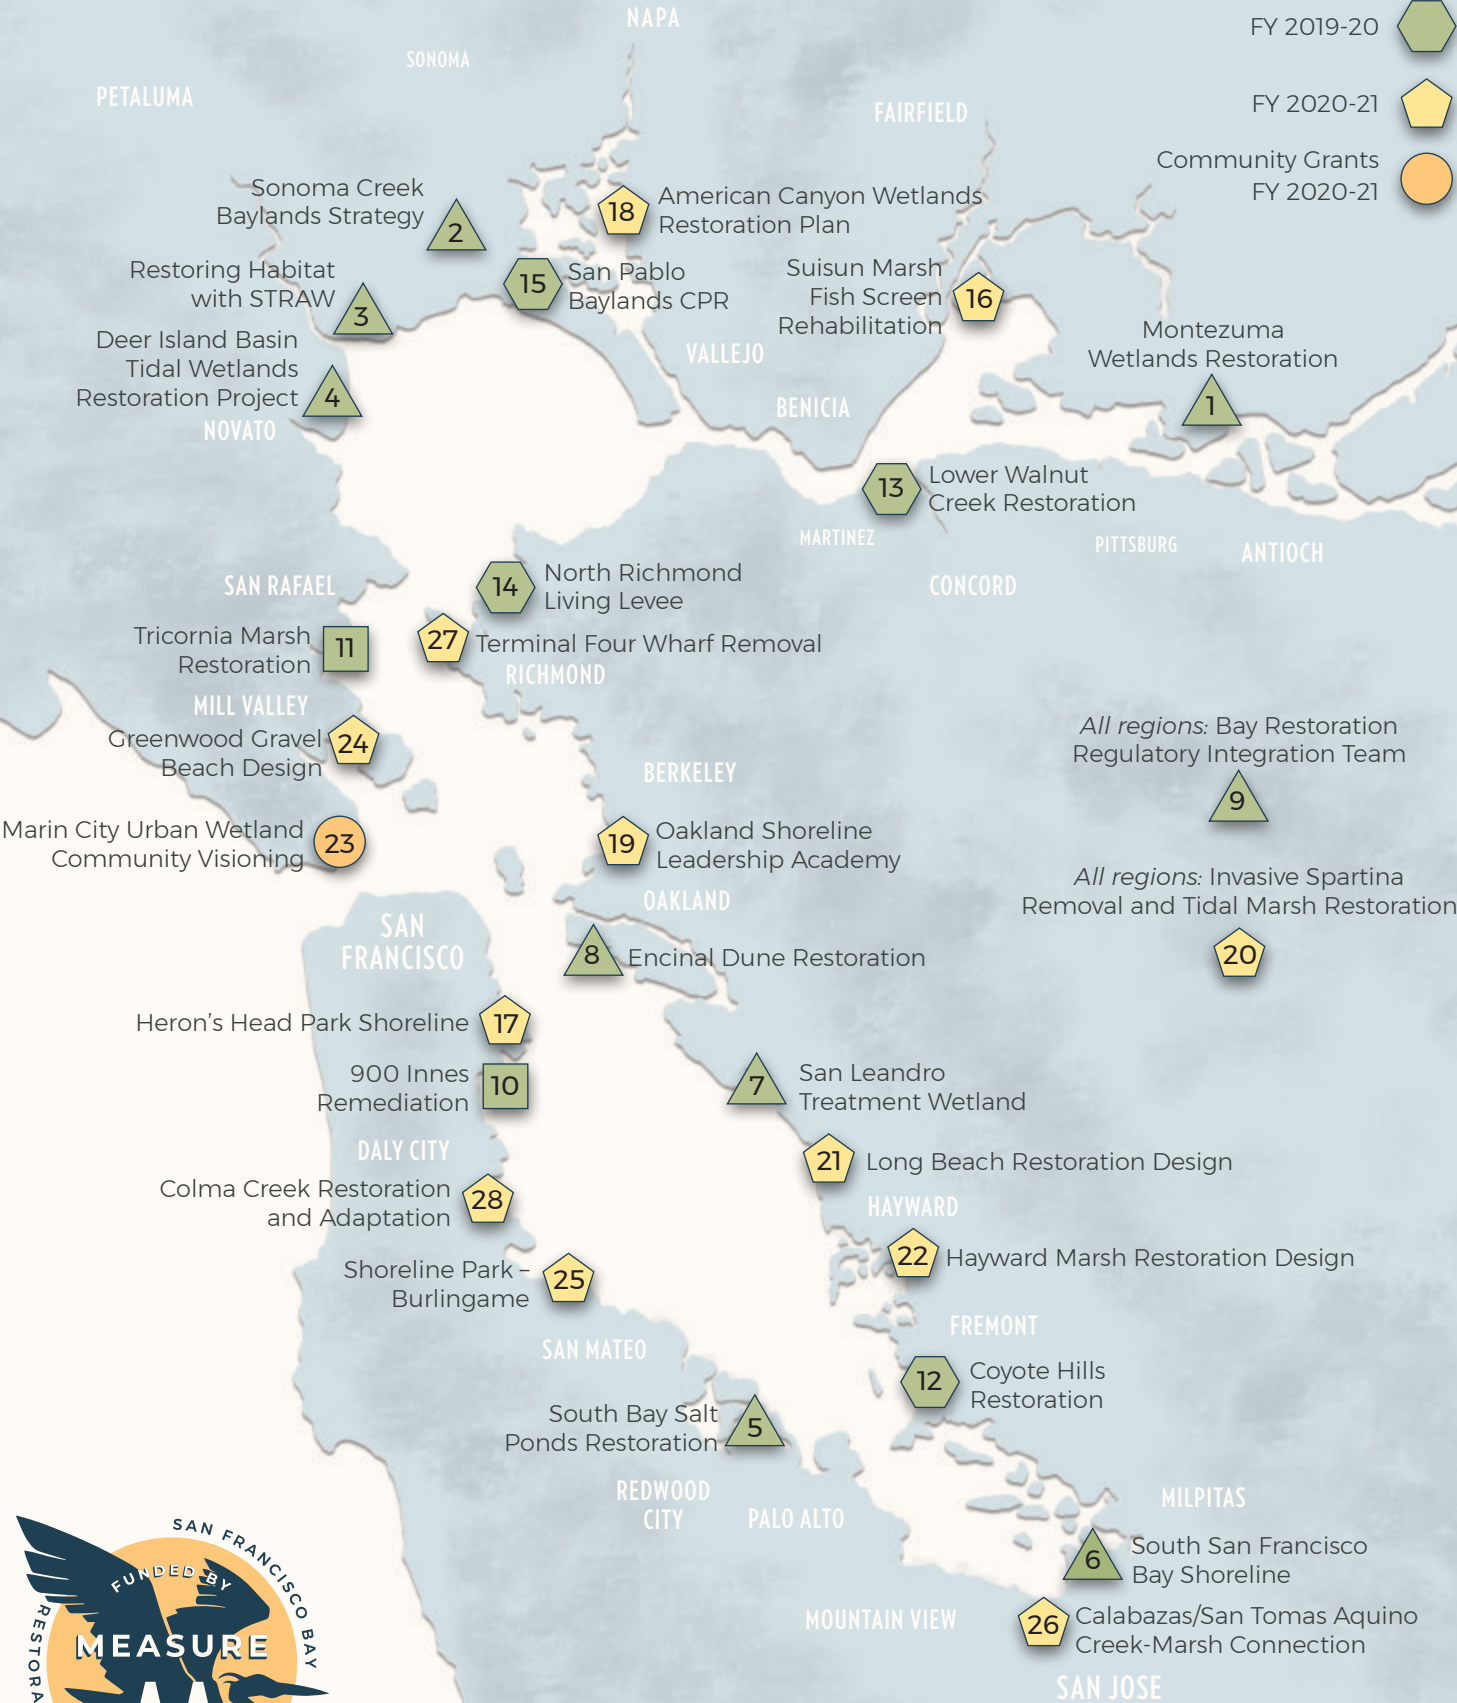 NAPA
FY 2019-20
SONOMA
PETALUMA
FY 2020-21
FAIRFIELD
Community Grants
FY 2020-21
Sonoma Creek
Baylands Strategy
2
18
American Canyon Wetlands
Restoration Plan
Restoring Habitat
with STRAW
3
15
San Pablo
Baylands CPR
Suisun Marsh
Fish Screen
Rehabilitation
16
Deer Island Basin
Tidal Wetlands
Restoration Project
4
VALLEJO
Montezuma
Wetlands Restoration
1
BENICIA
NOVATO
13
Lower Walnut
Creek Restoration
MARTINEZ
PITTSBURG
ANTIOCH
CONCORD
SAN RAFAEL
14
North Richmond
Living Levee
Tricornia Marsh
Restoration
11
27
Terminal Four Wharf Removal
RICHMOND
MILL VALLEY
Greenwood Gravel
Beach Design
24
All regions: Bay Restoration
Regulatory Integration Team
9
BERKELEY
Marin City Urban Wetland
Community Visioning
23
19
Oakland Shoreline
Leadership Academy
All regions: Invasive Spartina
Removal and Tidal Marsh Restoration
20
OAKLAND
SAN
FRANCISCO
8
Encinal Dune Restoration
Heron's Head Park Shoreline
17
900 Innes
Remediation
10
7
San Leandro
Treatment Wetland
DALY CITY
21
Long Beach Restoration Design
Colma Creek Restoration
and Adaptation
28
HAYWARD
22
Hayward Marsh Restoration Design
Shoreline Park –
Burlingame
25
FREMONT
SAN MATEO
12
Coyote Hills
Restoration
South Bay Salt
Ponds Restoration
5
REDWOOD
CITY
PALO ALTO
MILPITAS
6
South San Francisco
Bay Shoreline
MOUNTAIN VIEW
26
Calabazas/San Tomas Aquino
Creek-Marsh Connection
SAN JOSE
SAN FRANCISCO BAY
RESTORA
FUNDED BY
MEASURE